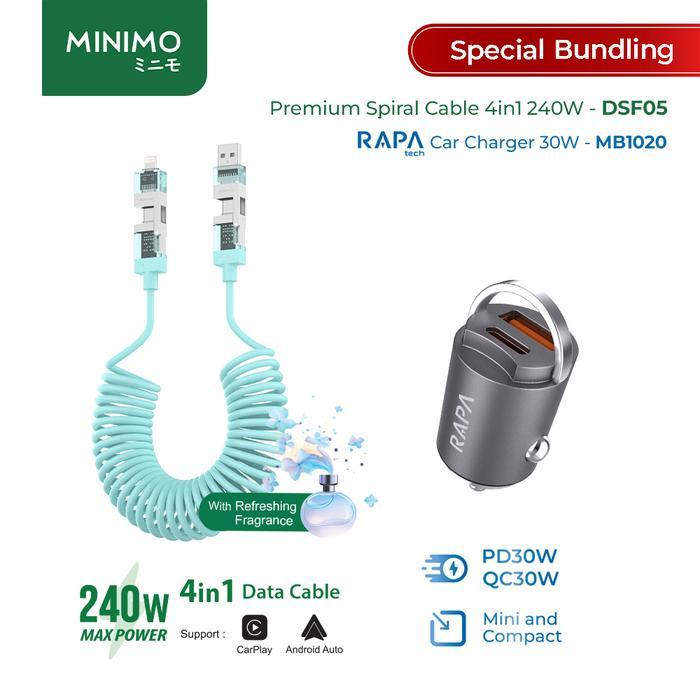 MINIMO
ミニモ
Special Bundling
Premium Spiral Cable 4in1 240W - DSF05
RAPA tech Car Charger 30W - MB1020
RAPA
With Refreshing
Fragrance
240W
MAX POWER
4in1 Data Cable
Support :
CarPlay
Android Auto
PD30W
QC30W
Mini and
Compact